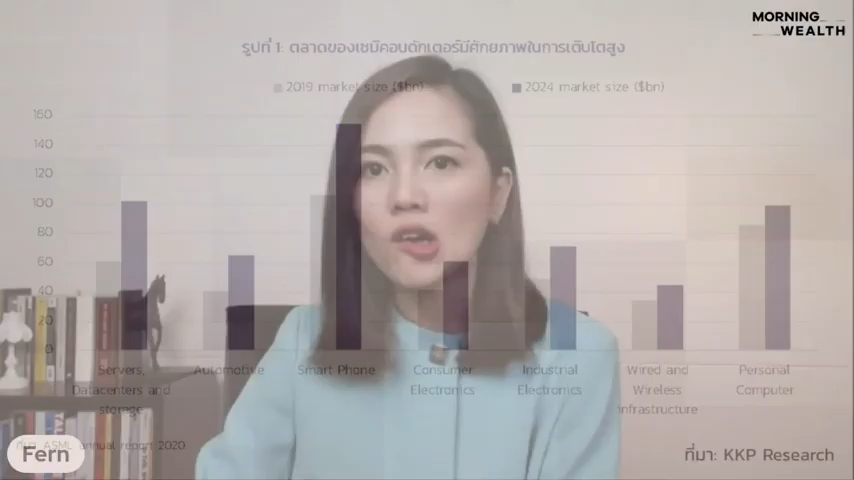 MORNING
WEALTH
รูปที่ 1: ตลาดของเซมิคอนดักเตอร์มีศักยภาพในการเติบโตสูง
2019 market size ($bn)
2024 market size ($bn)
160
140
120
100
80
60
40
20
0
Servers,
Datacenters and
storage
Automotive
Smart Phone
Consumer
Electronics
Industrial
Electronics
Wired and
Wireless
infrastructure
Personal
Computer
ที่มา: ASML annual report 2020
Fern
ที่มา: KKP Research